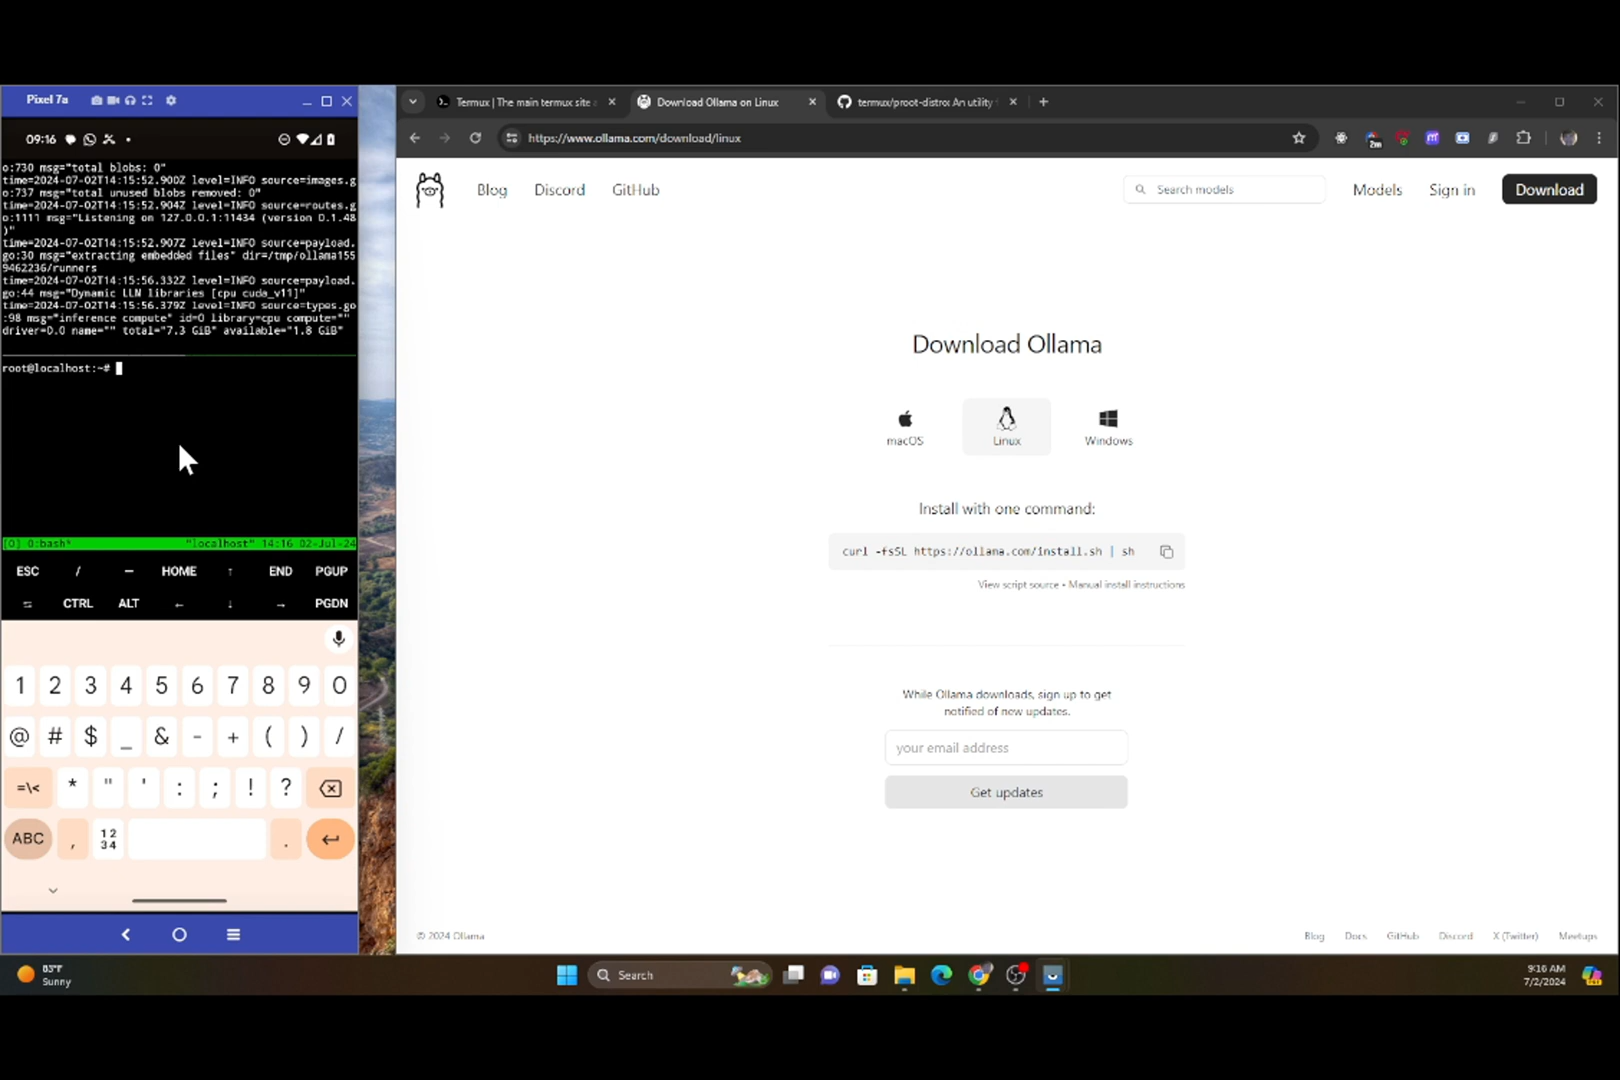 Pixel 7a
09:16
o:730 msg="total blobs: 0"
time=2024-07-02T14:15:52.900Z level=INFO source=images.g
o:737 msg="total unused blobs removed: 0"
time=2024-07-02T14:15:52.904Z level=INFO source=routes.g
o:1111 msg="Listening on 127.0.0.1:11434 (version 0.1.48
)"
time=2024-07-02T14:15:52.907Z level=INFO source=payload.
go:30 msg="extracting embedded files" dir=/tmp/ollama155
9462236/runners
time=2024-07-02T14:15:56.332Z level=INFO source=payload.
go:44 msg="Dynamic LLM libraries [cpu cuda_v11]"
time=2024-07-02T14:15:56.379Z level=INFO source=types.go
:98 msg="inference compute" id=0 library=cpu compute=""
driver=0.0 name="" total="7.3 GiB" available="1.8 GiB"
root@localhost:~#
[0] 0:bash* "localhost" 14:16 02-Jul-24
ESC / – HOME ↑ END PGUP
CTRL ALT ← ↓ → PGDN
1 2 3 4 5 6 7 8 9 0
@ # $ _ & - + ( ) /
=\< * " ' : ; ! ?
ABC , 12 34 .
Termux | The main termux site
Download Ollama on Linux
termux/proot-distro: An utility
https://www.ollama.com/download/linux
2m
Blog Discord GitHub
Search models
Models Sign in Download
Download Ollama
macOS Linux Windows
Install with one command:
curl -fsSL https://ollama.com/install.sh | sh
View script source • Manual install instructions
While Ollama downloads, sign up to get
notified of new updates.
your email address
Get updates
© 2024 Ollama
Blog Docs GitHub Discord X (Twitter) Meetups
83°F
Sunny
Search
9:16 AM
7/2/2024